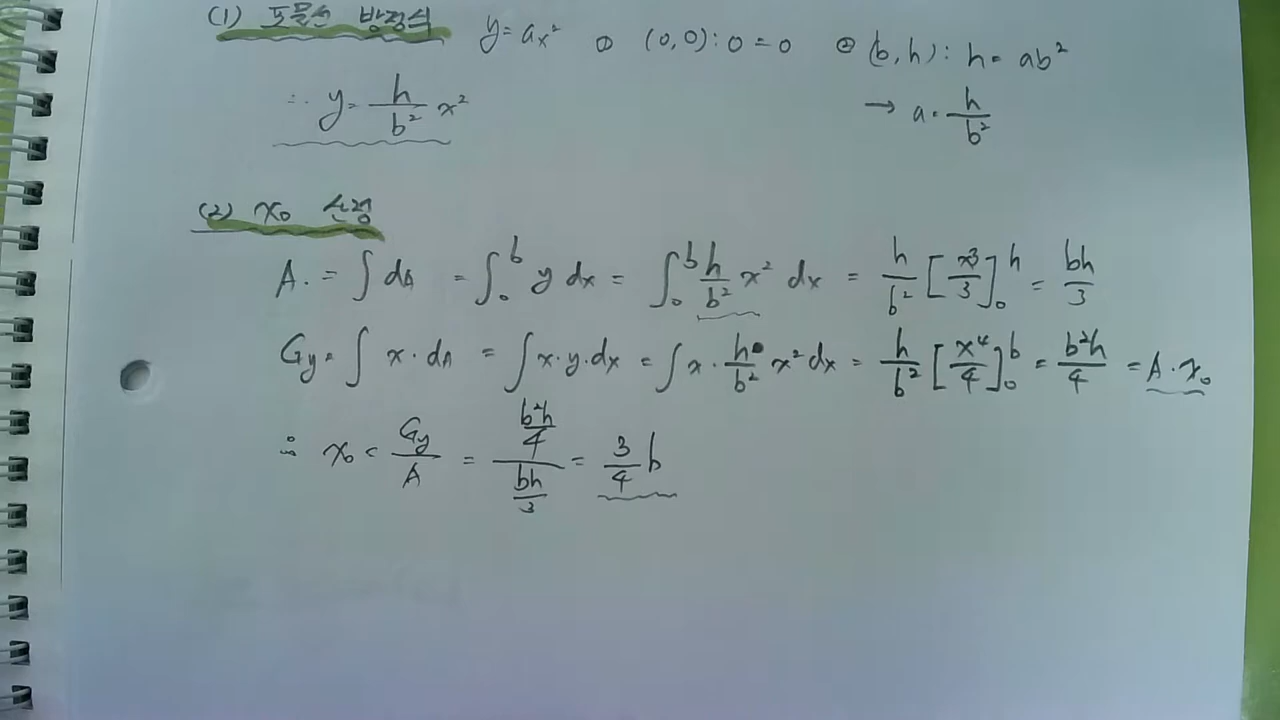 (1) 포물선 방정식 y=ax² ① (0,0): 0=0 ② (b,h): h=ab²
∴ y = h/b² x² → a = h/b²
(2) x₀ 산정
A. = ∫ dA = ∫₀ᵇ y dx = ∫₀ᵇ h/b² x² dx = h/b² [x³/3]₀ʰ = bh/3
Gy = ∫ x·dA = ∫ x·y·dx = ∫ x· h/b² x² dx = h/b² [x⁴/4]₀ᵇ = b²h/4 = A·x₀
∴ x₀ = Gy/A = (b²h/4)/(bh/3) = 3/4 b